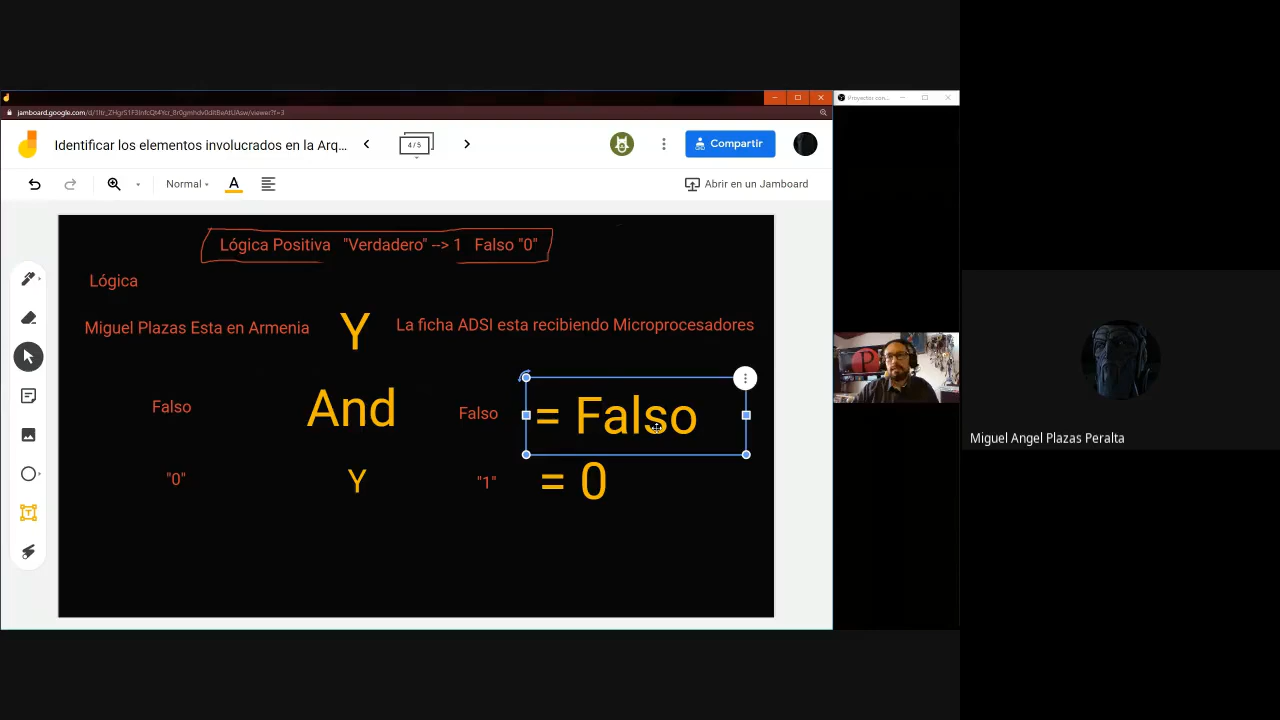 Proyector con...
Identificar los elementos involucrados en la Arq...
4 / 5
Compartir
Normal
A
Abrir en un Jamboard
Lógica Positiva "Verdadero" --> 1 Falso "0"
Lógica
Miguel Plazas Esta en Armenia Y La ficha ADSI esta recibiendo Microprocesadores
Falso And Falso = Falso
"0" Y "1" = 0
Miguel Angel Plazas Peralta